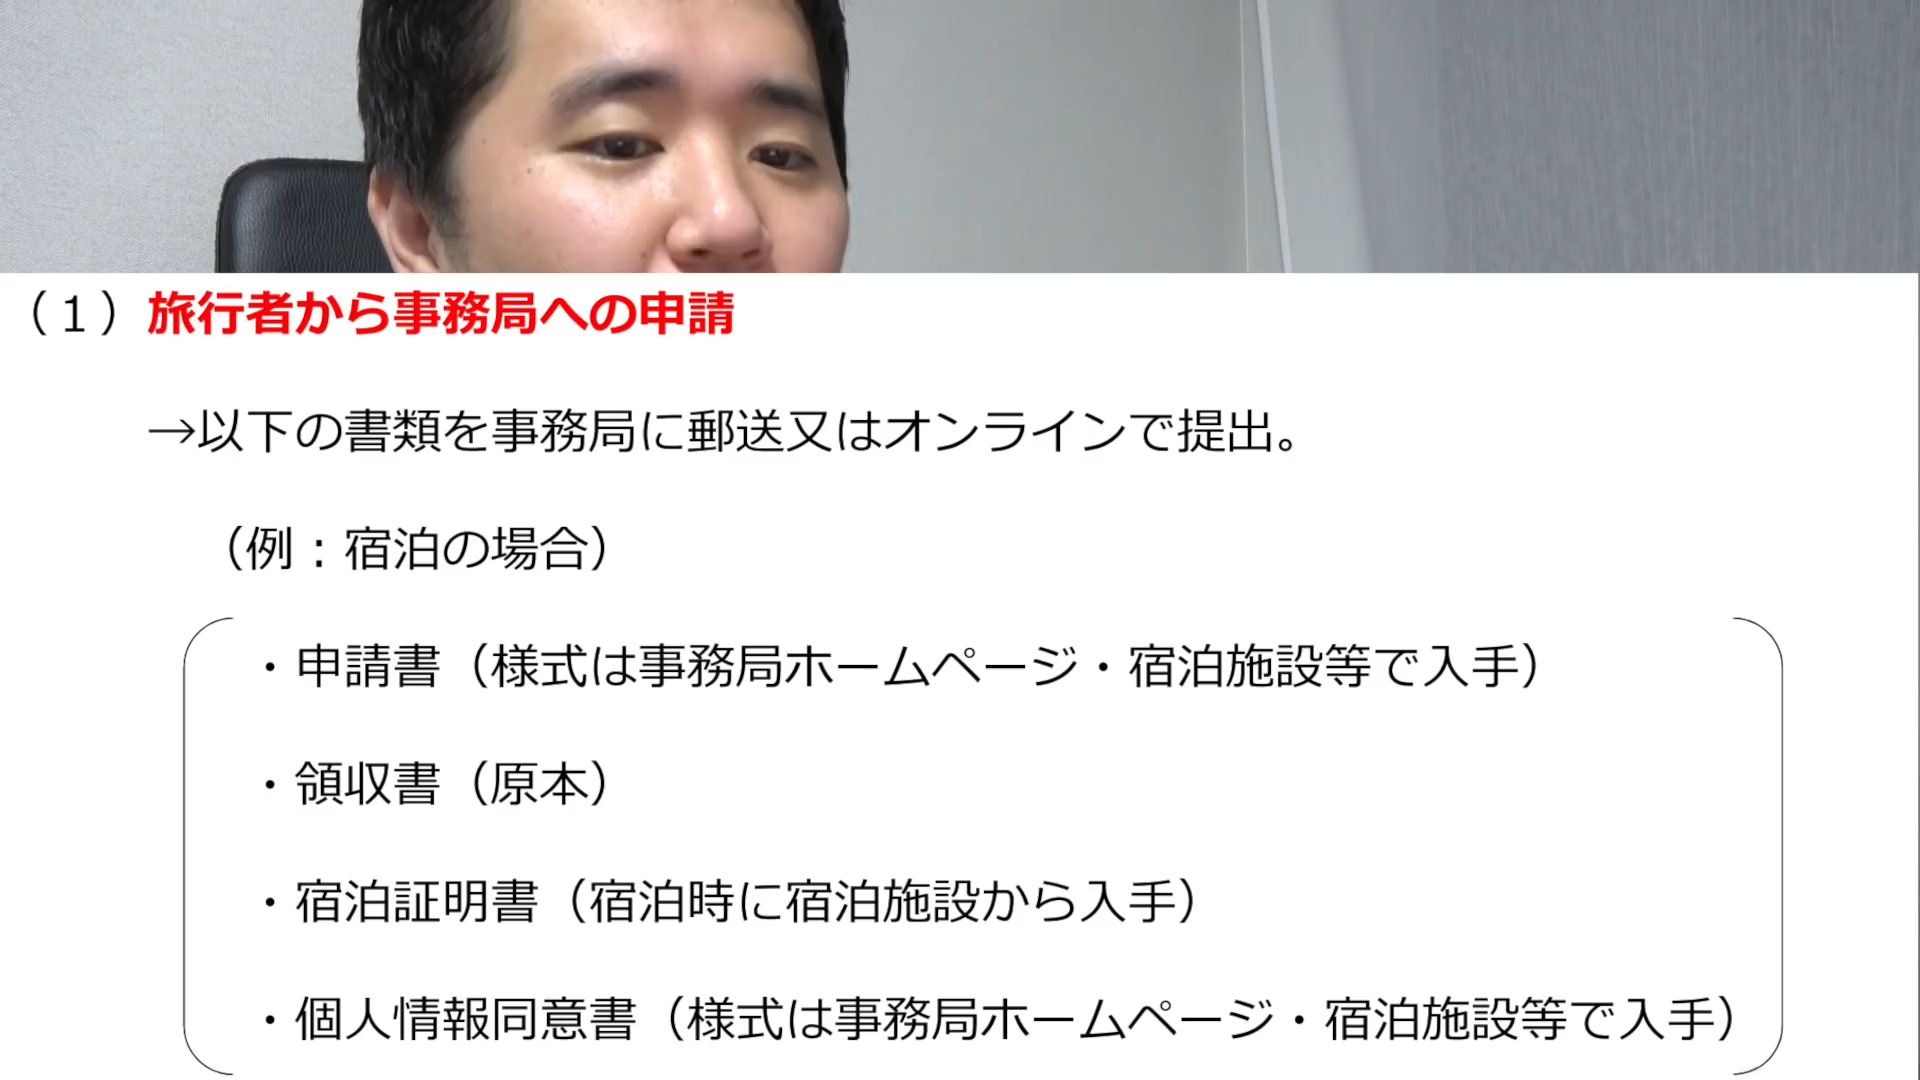 （１）旅行者から事務局への申請
→以下の書類を事務局に郵送又はオンラインで提出。
（例：宿泊の場合）
・申請書（様式は事務局ホームページ・宿泊施設等で入手）
・領収書（原本）
・宿泊証明書（宿泊時に宿泊施設から入手）
・個人情報同意書（様式は事務局ホームページ・宿泊施設等で入手）